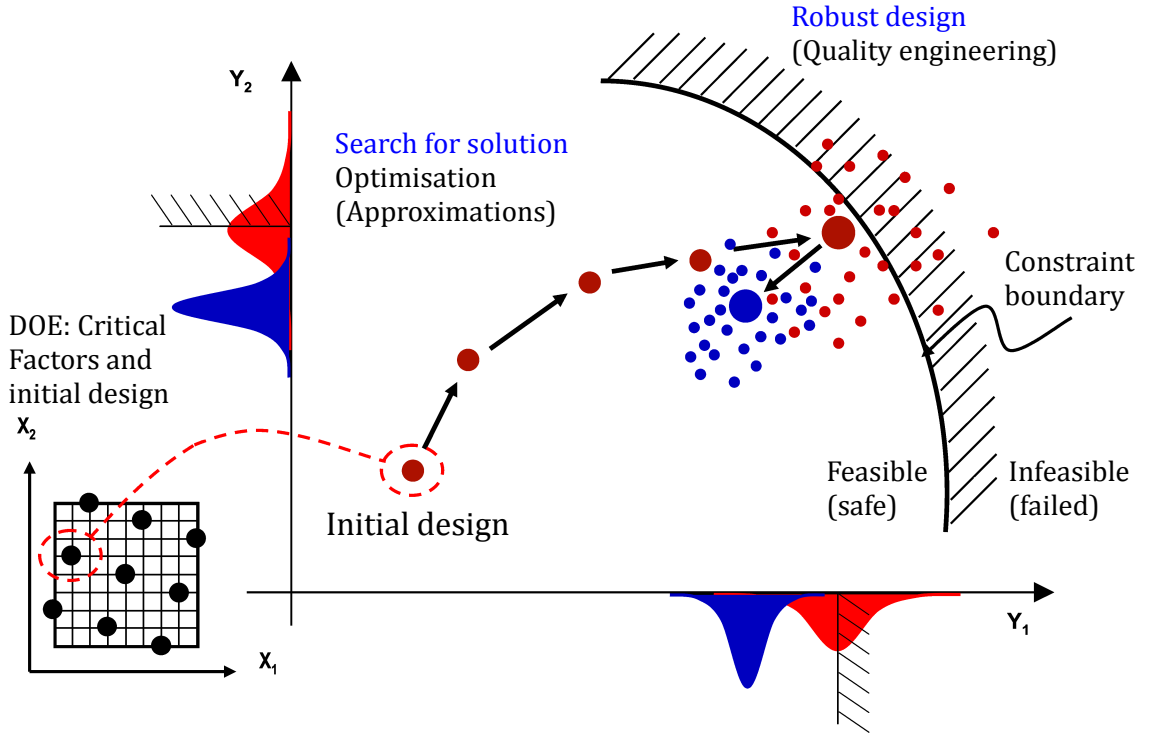 Robust design
(Quality engineering)
Y2
Search for solution
Optimisation
(Approximations)
Constraint
boundary
DOE: Critical
Factors and
initial design
X2
Feasible
(safe)
Infeasible
(failed)
Initial design
Y1
X1